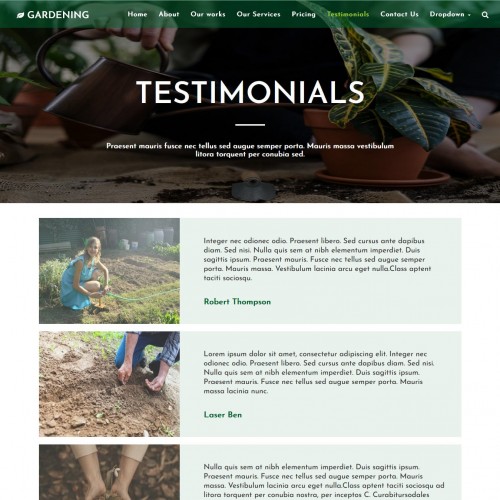 GARDENING
Home About Our works Our Services Pricing Testimonials Contact Us Dropdown
TESTIMONIALS
Praesent mauris fusce nec tellus sed augue semper porta. Mauris massa vestibulum
litora torquent per conubia sed.
Integer nec odionec odio. Praesent libero. Sed cursus ante dapibus
diam. Sed nisi. Nulla quis sem at nibh elementum imperdiet. Duis
sagittis ipsum. Praesent mauris. Fusce nec tellus sed augue semper
porta. Mauris massa. Vestibulum lacinia arcu eget nulla.Class aptent
taciti sociosqu.
Robert Thompson
Lorem ipsum dolor sit amet, consectetur adipiscing elit. Integer nec
odionec odio. Praesent libero. Sed cursus ante dapibus diam. Sed nisi.
Nulla quis sem at nibh elementum imperdiet. Duis sagittis ipsum.
Praesent mauris. Fusce nec tellus sed augue semper porta. Mauris massa
lacinia nunc.
Laser Ben
Nulla quis sem at nibh elementum imperdiet. Duis sagittis ipsum.
Praesent mauris. Fusce nec tellus sed augue semper porta. Mauris
massa. Vestibulum lacinia arcu eget nulla.Class aptent taciti sociosqu ad
litora torquent per conubia nostra, per inceptos C. Curabitursodales